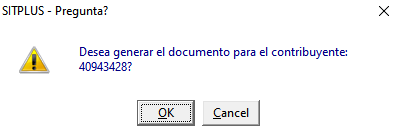 SITPLUS - Pregunta?
Desea generar el documento para el contribuyente:
40943428?
OK
Cancel